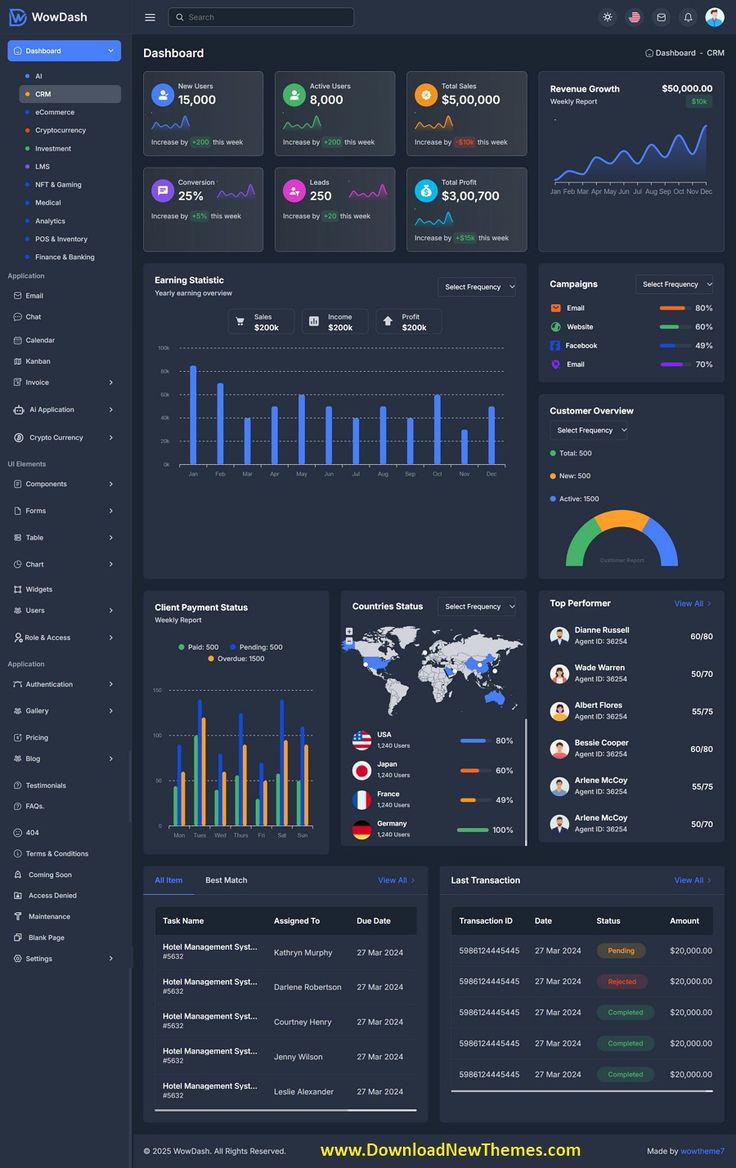 WowDash
Search
Dashboard
AI
CRM
eCommerce
Cryptocurrency
Investment
LMS
NFT & Gaming
Medical
Analytics
POS & Inventory
Finance & Banking
Application
Email
Chat
Calendar
Kanban
Invoice
Ai Application
Crypto Currency
UI Elements
Components
Forms
Table
Chart
Widgets
Users
Role & Access
Application
Authentication
Gallery
Pricing
Blog
Testimonials
FAQs.
404
Terms & Conditions
Coming Soon
Access Denied
Maintenance
Blank Page
Settings
Dashboard
Dashboard - CRM
New Users
15,000
Increase by +200 this week
Active Users
8,000
Increase by +200 this week
Total Sales
$5,00,000
Increase by -$10k this week
Conversion
25%
Increase by +5% this week
Leads
250
Increase by +20 this week
Total Profit
$3,00,700
Increase by +$15k this week
Revenue Growth
$50,000.00
Weekly Report
$10k
Jan Feb Mar Apr May Jun Jul Aug Sep Oct Nov Dec
Earning Statistic
Yearly earning overview
Select Frequency
Sales
$200k
Income
$200k
Profit
$200k
100k
80k
60k
40k
20k
0k
Jan Feb Mar Apr May Jun Jul Aug Sep Oct Nov Dec
Campaigns
Select Frequency
Email 80%
Website 60%
Facebook 49%
Email 70%
Customer Overview
Select Frequency
Total: 500
New: 500
Active: 1500
Customer Report
Client Payment Status
Weekly Report
Paid: 500 Pending: 500
Overdue: 1500
150
100
50
0
Mon Tues Wed Thurs Fri Sat Sun
Countries Status
Select Frequency
+
USA
1,240 Users
80%
Japan
1,240 Users
60%
France
1,240 Users
49%
Germany
1,240 Users
100%
Top Performer
View All
Dianne Russell
Agent ID: 36254
60/80
Wade Warren
Agent ID: 36254
50/70
Albert Flores
Agent ID: 36254
55/75
Bessie Cooper
Agent ID: 36254
60/80
Arlene McCoy
Agent ID: 36254
55/75
Arlene McCoy
Agent ID: 36254
50/70
All Item Best Match View All
Task Name Assigned To Due Date
Hotel Management Syst...
#5632
Kathryn Murphy 27 Mar 2024
Hotel Management Syst...
#5632
Darlene Robertson 27 Mar 2024
Hotel Management Syst...
#5632
Courtney Henry 27 Mar 2024
Hotel Management Syst...
#5632
Jenny Wilson 27 Mar 2024
Hotel Management Syst...
#5632
Leslie Alexander 27 Mar 2024
Last Transaction View All
Transaction ID Date Status Amount
5986124445445 27 Mar 2024 Pending $20,000.00
5986124445445 27 Mar 2024 Rejected $20,000.00
5986124445445 27 Mar 2024 Completed $20,000.00
5986124445445 27 Mar 2024 Completed $20,000.00
5986124445445 27 Mar 2024 Completed $20,000.00
© 2025 WowDash. All Rights Reserved.
www.DownloadNewThemes.com
Made by wowtheme7